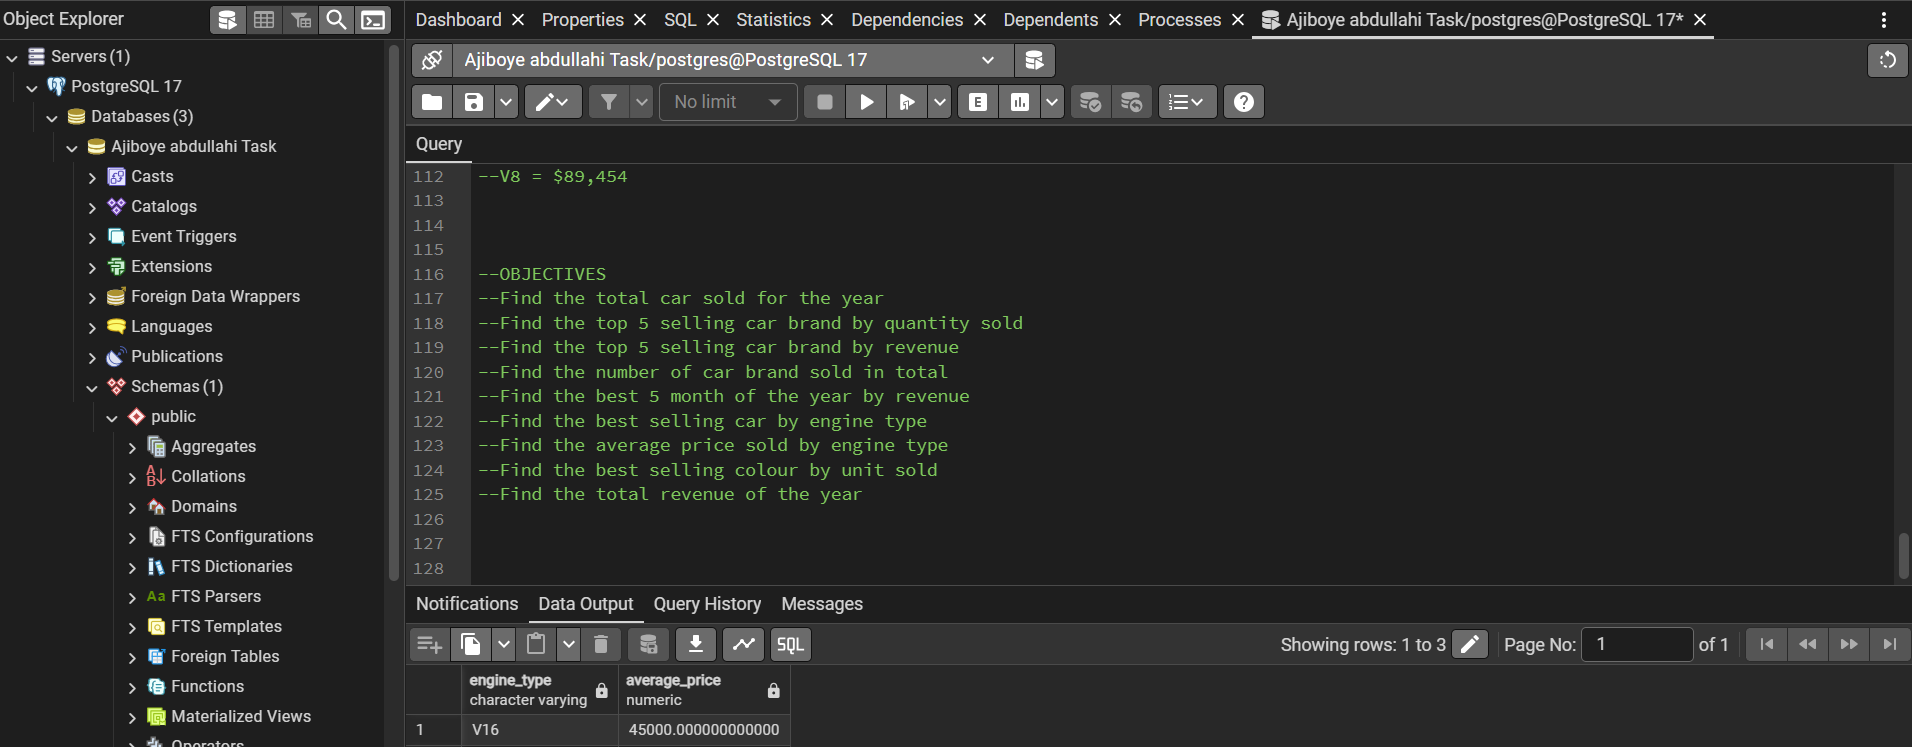 Object Explorer
Servers (1)
PostgreSQL 17
Databases (3)
Ajiboye abdullahi Task
Casts
Catalogs
Event Triggers
Extensions
Foreign Data Wrappers
Languages
Publications
Schemas (1)
public
Aggregates
Collations
Domains
FTS Configurations
FTS Dictionaries
Aa FTS Parsers
FTS Templates
Foreign Tables
Functions
Materialized Views
Operators
Dashboard Properties SQL Statistics Dependencies Dependents Processes Ajiboye abdullahi Task/postgres@PostgreSQL 17*
Ajiboye abdullahi Task/postgres@PostgreSQL 17
No limit E
Query
112 --V8 = $89,454
113
114
115
116 --OBJECTIVES
117 --Find the total car sold for the year
118 --Find the top 5 selling car brand by quantity sold
119 --Find the top 5 selling car brand by revenue
120 --Find the number of car brand sold in total
121 --Find the best 5 month of the year by revenue
122 --Find the best selling car by engine type
123 --Find the average price sold by engine type
124 --Find the best selling colour by unit sold
125 --Find the total revenue of the year
126
127
128
Notifications Data Output Query History Messages
SQL Showing rows: 1 to 3 Page No: 1 of 1
engine_type average_price
character varying numeric
1 V16 45000.000000000000